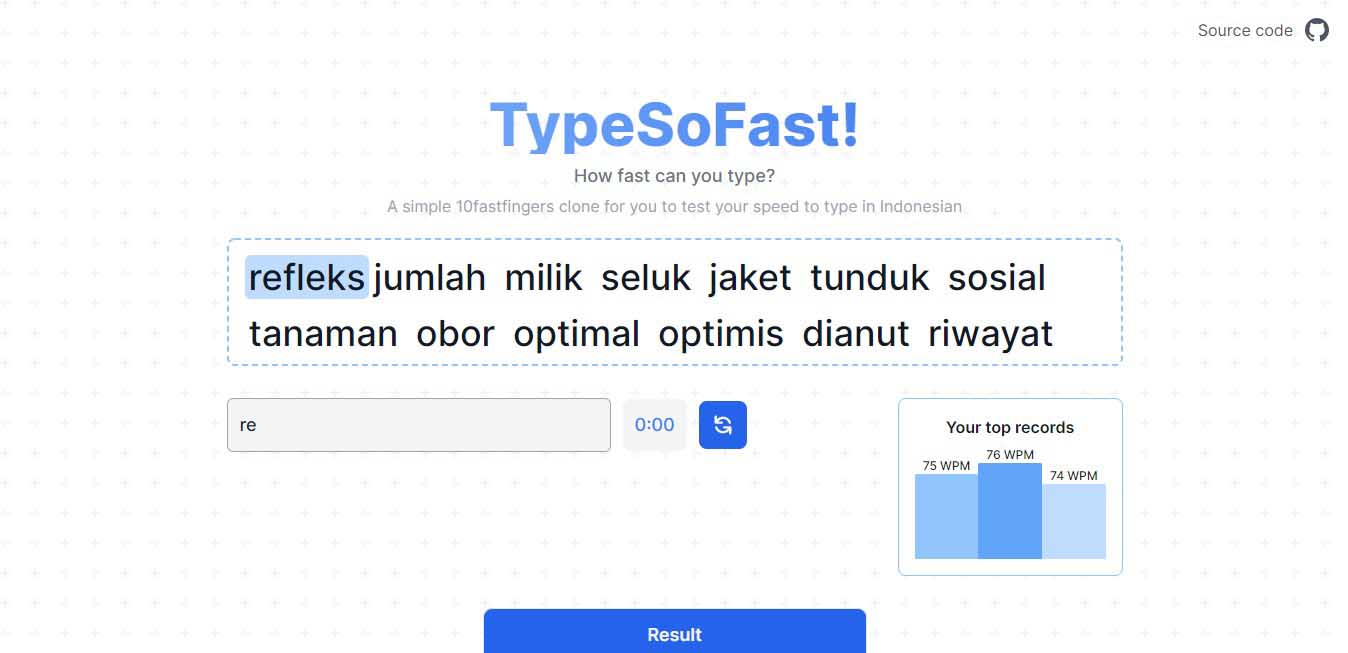 Source code
TypeSoFast!
How fast can you type?
A simple 10fastfingers clone for you to test your speed to type in Indonesian
refleks jumlah milik seluk jaket tunduk sosial
tanaman obor optimal optimis dianut riwayat
re
0:00
Your top records
75 WPM
76 WPM
74 WPM
Result